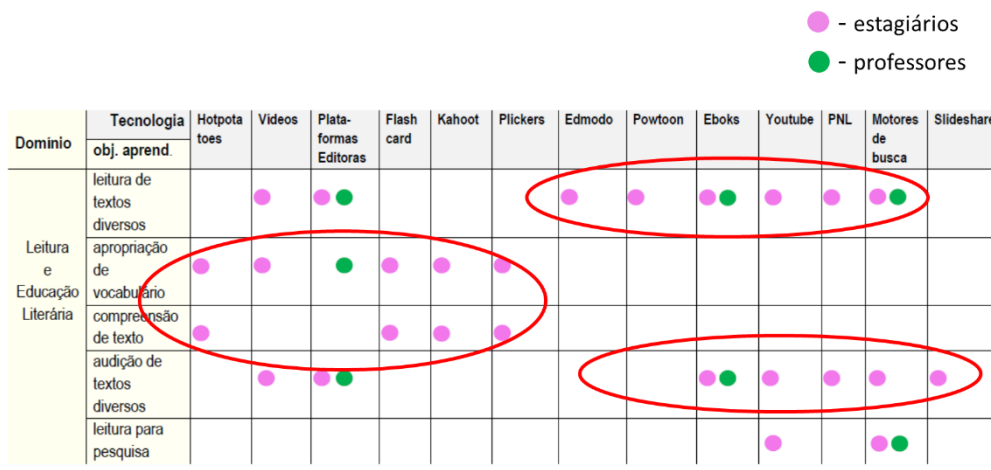 - estagiários
- professores
Domínio
Tecnologia
obj. aprend.
Hotpota
toes
Videos
Plata-
formas
Editoras
Flash
card
Kahoot
Plickers
Edmodo
Powtoon
Eboks
Youtube
PNL
Motores
de
busca
Slideshare
Leitura
e
Educação
Literária
leitura de
textos
diversos
apropriação
de
vocabulário
compreensão
de texto
audição de
textos
diversos
leitura para
pesquisa